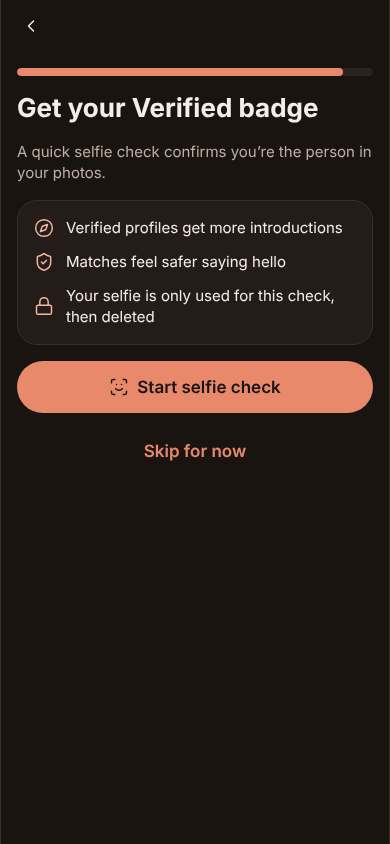 Get your Verified badge
A quick selfie check confirms you’re the person in
your photos.
Verified profiles get more introductions
Matches feel safer saying hello
Your selfie is only used for this check,
then deleted
Start selfie check
Skip for now